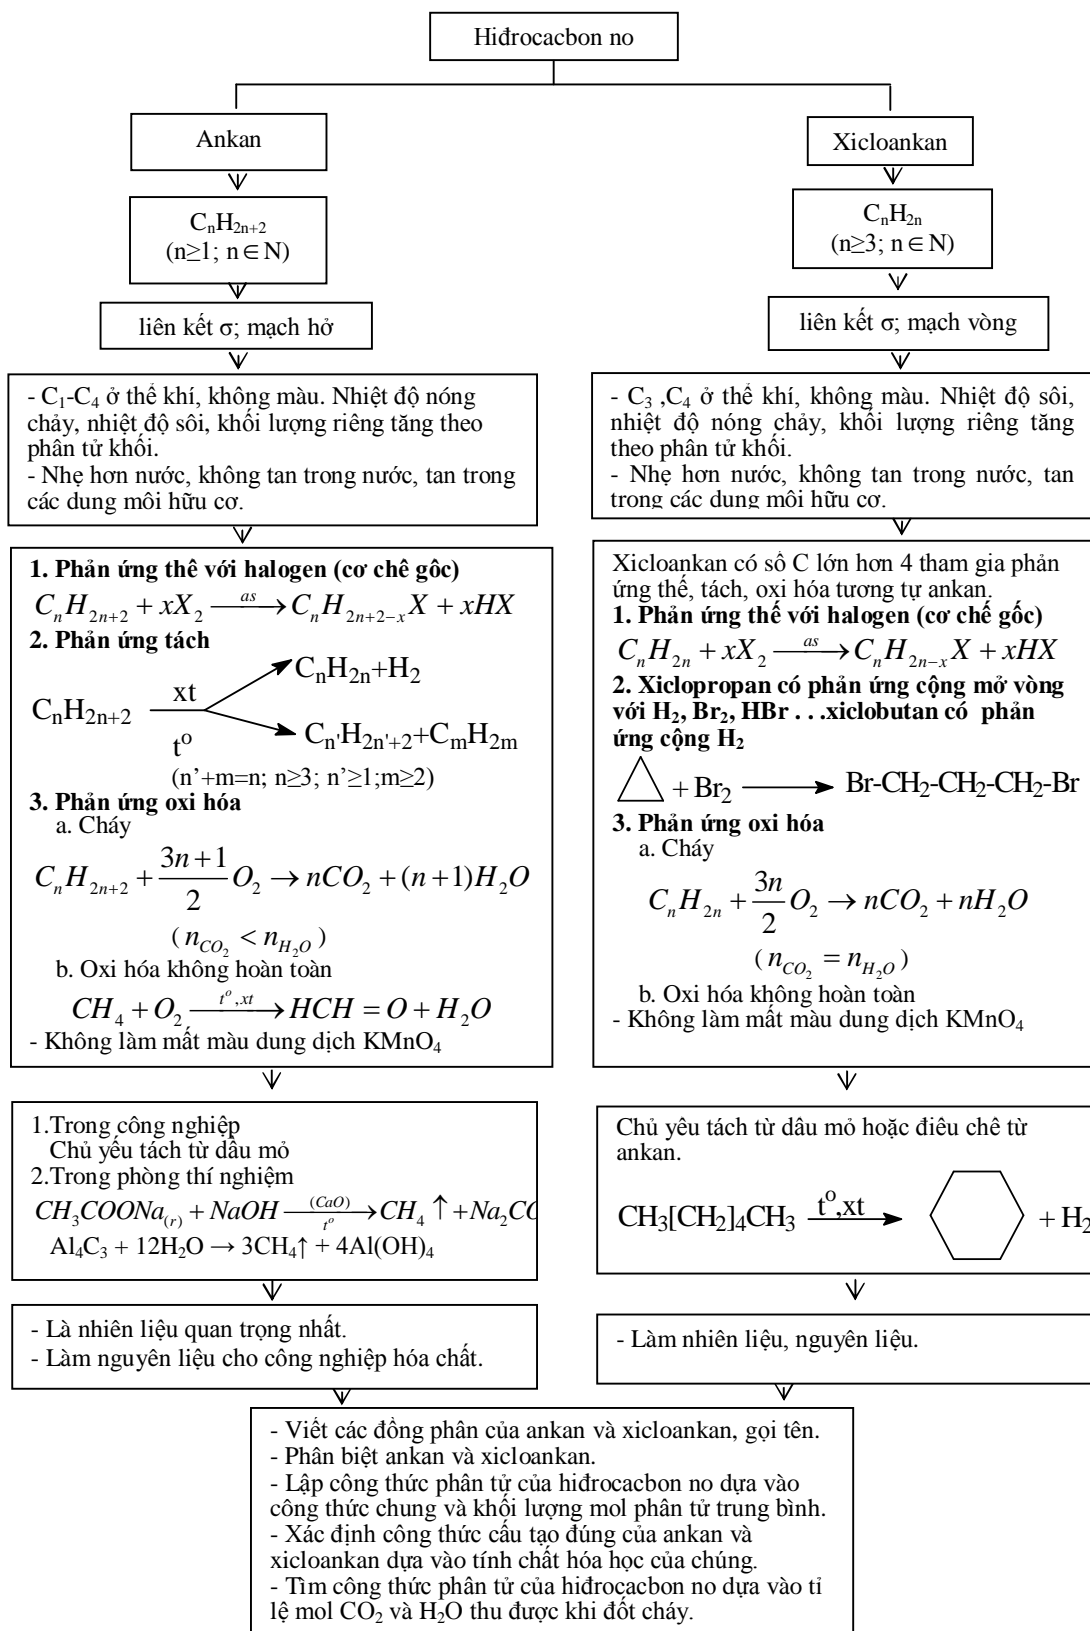 Hiđrocacbon no
Ankan
CₙH₂ₙ₊₂
(n≥1; n ∈ N)
liên kết σ; mạch hở
- C₁-C₄ ở thể khí, không màu. Nhiệt độ nóng
chảy, nhiệt độ sôi, khối lượng riêng tăng theo
phân tử khối.
- Nhẹ hơn nước, không tan trong nước, tan trong
các dung môi hữu cơ.
1. Phản ứng thế với halogen (cơ chế gốc)
CₙH₂ₙ₊₂ + xX₂ —as→ CₙH₂ₙ₊₂₋ₓX + xHX
2. Phản ứng tách
CₙH₂ₙ+H₂
CₙH₂ₙ₊₂ xt
tᵒ
Cₙ'H₂ₙ'₊₂+CₘH₂ₘ
(n'+m=n; n≥3; n'≥1;m≥2)
3. Phản ứng oxi hóa
a. Cháy
CₙH₂ₙ₊₂ + (3n+1)/2 O₂ → nCO₂ + (n+1)H₂O
( n_CO₂ < n_H₂O )
b. Oxi hóa không hoàn toàn
CH₄ + O₂ —tᵒ,xt→ HCH = O + H₂O
- Không làm mất màu dung dịch KMnO₄
1.Trong công nghiệp
Chủ yếu tách từ dầu mỏ
2.Trong phòng thí nghiệm
CH₃COONa₍ᵣ₎ + NaOH —(CaO) tᵒ→ CH₄ ↑ +Na₂CO
Al₄C₃ + 12H₂O → 3CH₄↑ + 4Al(OH)₄
- Là nhiên liệu quan trọng nhất.
- Làm nguyên liệu cho công nghiệp hóa chất.
Xicloankan
CₙH₂ₙ
(n≥3; n ∈ N)
liên kết σ; mạch vòng
- C₃ ,C₄ ở thể khí, không màu. Nhiệt độ sôi,
nhiệt độ nóng chảy, khối lượng riêng tăng
theo phân tử khối.
- Nhẹ hơn nước, không tan trong nước, tan
trong các dung môi hữu cơ.
Xicloankan có số C lớn hơn 4 tham gia phản
ứng thế, tách, oxi hóa tương tự ankan.
1. Phản ứng thế với halogen (cơ chế gốc)
CₙH₂ₙ + xX₂ —as→ CₙH₂ₙ₋ₓX + xHX
2. Xiclopropan có phản ứng cộng mở vòng
với H₂, Br₂, HBr . . .xiclobutan có phản
ứng cộng H₂
+ Br₂ → Br-CH₂-CH₂-CH₂-Br
3. Phản ứng oxi hóa
a. Cháy
CₙH₂ₙ + 3n/2 O₂ → nCO₂ + nH₂O
( n_CO₂ = n_H₂O )
b. Oxi hóa không hoàn toàn
- Không làm mất màu dung dịch KMnO₄
Chủ yếu tách từ dầu mỏ hoặc điều chế từ
ankan.
CH₃[CH₂]₄CH₃ —tᵒ,xt→ + H₂
- Làm nhiên liệu, nguyên liệu.
- Viết các đồng phân của ankan và xicloankan, gọi tên.
- Phân biệt ankan và xicloankan.
- Lập công thức phân tử của hiđrocacbon no dựa vào
công thức chung và khối lượng mol phân tử trung bình.
- Xác định công thức cấu tạo đúng của ankan và
xicloankan dựa vào tính chất hóa học của chúng.
- Tìm công thức phân tử của hiđrocacbon no dựa vào tỉ
lệ mol CO₂ và H₂O thu được khi đốt cháy.